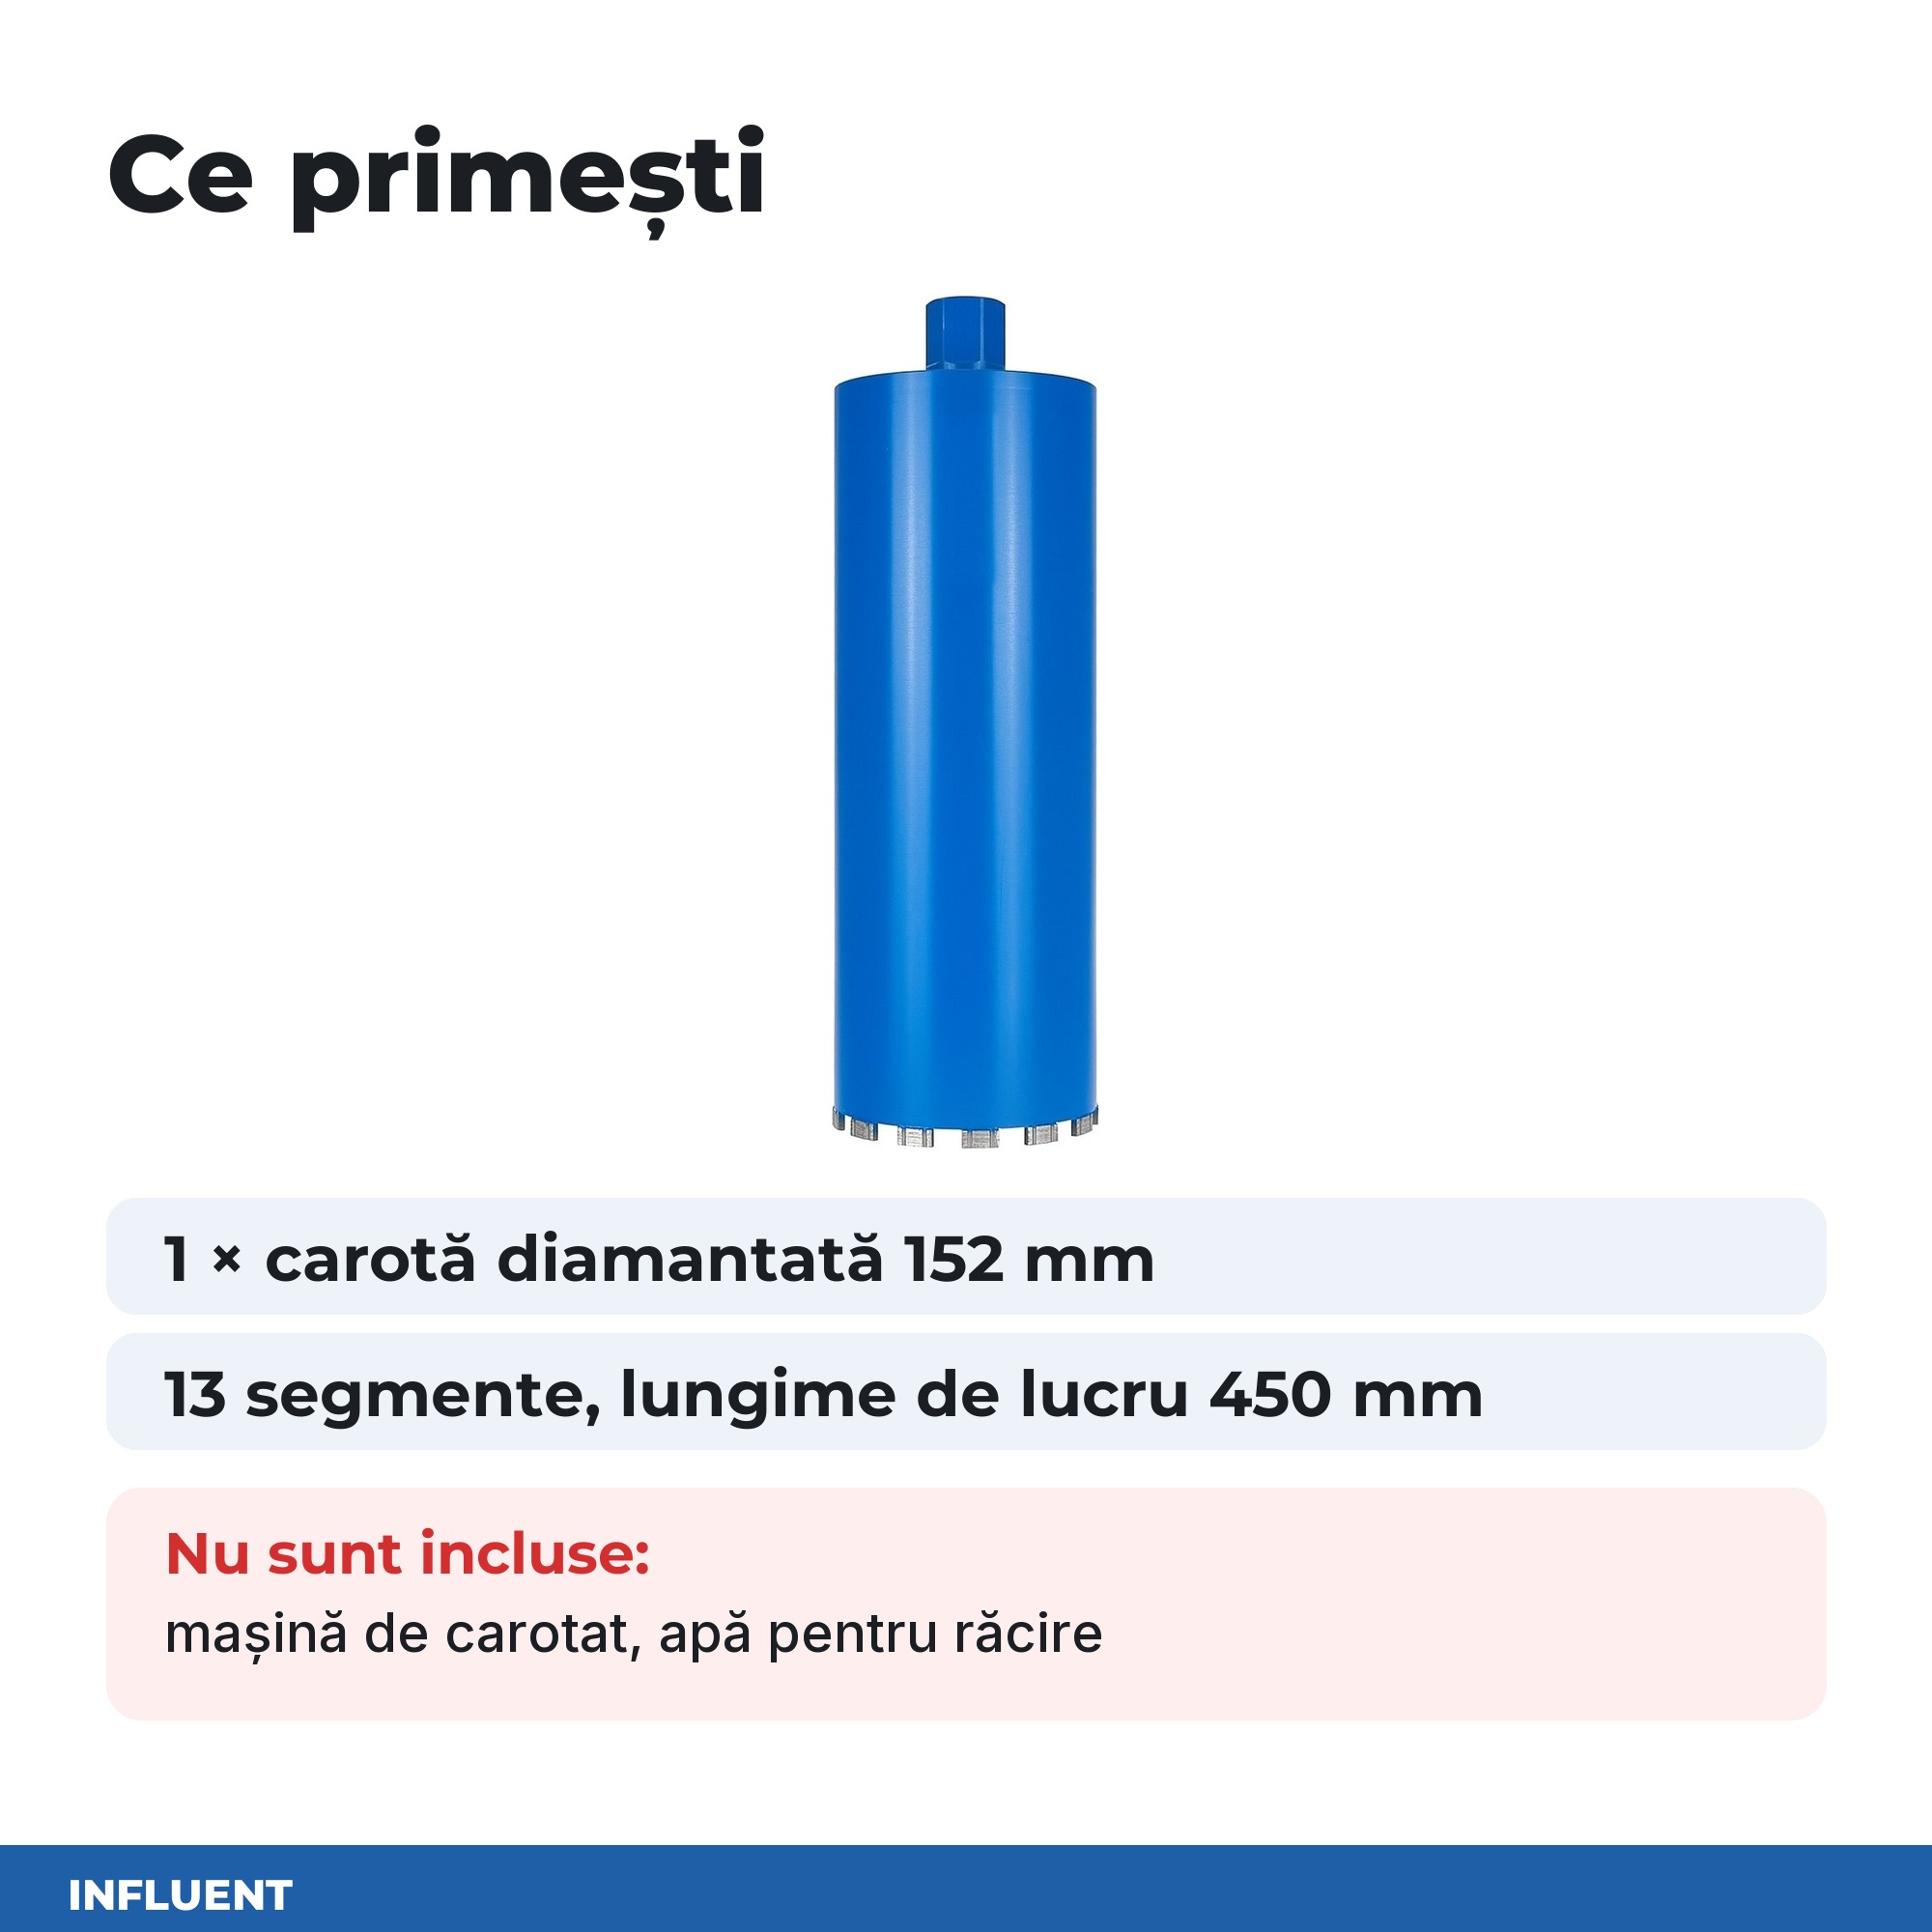 Ce primești
1 × carotă diamantată 152 mm
13 segmente, lungime de lucru 450 mm
Nu sunt incluse:
mașină de carotat, apă pentru răcire
INFLUENT